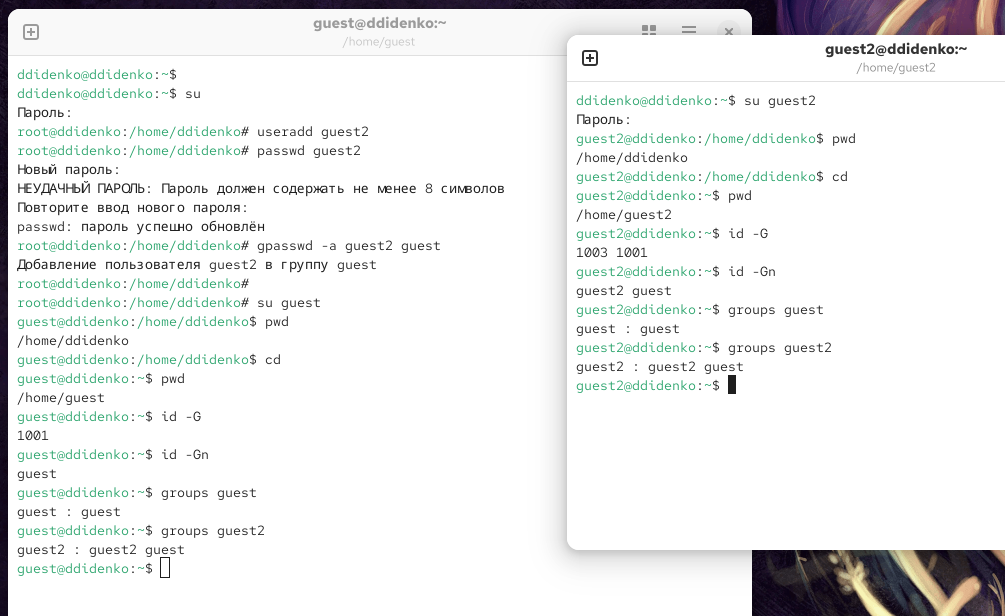 guest@ddidenko:~
/home/guest
ddidenko@ddidenko:~$
ddidenko@ddidenko:~$ su
Пароль:
root@ddidenko:/home/ddidenko# useradd guest2
root@ddidenko:/home/ddidenko# passwd guest2
Новый пароль:
НЕУДАЧНЫЙ ПАРОЛЬ: Пароль должен содержать не менее 8 символов
Повторите ввод нового пароля:
passwd: пароль успешно обновлён
root@ddidenko:/home/ddidenko# gpasswd -a guest2 guest
Добавление пользователя guest2 в группу guest
root@ddidenko:/home/ddidenko#
root@ddidenko:/home/ddidenko# su guest
guest@ddidenko:/home/ddidenko$ pwd
/home/ddidenko
guest@ddidenko:/home/ddidenko$ cd
guest@ddidenko:~$ pwd
/home/guest
guest@ddidenko:~$ id -G
1001
guest@ddidenko:~$ id -Gn
guest
guest@ddidenko:~$ groups guest
guest : guest
guest@ddidenko:~$ groups guest2
guest2 : guest2 guest
guest@ddidenko:~$
guest2@ddidenko:~
/home/guest2
ddidenko@ddidenko:~$ su guest2
Пароль:
guest2@ddidenko:/home/ddidenko$ pwd
/home/ddidenko
guest2@ddidenko:/home/ddidenko$ cd
guest2@ddidenko:~$ pwd
/home/guest2
guest2@ddidenko:~$ id -G
1003 1001
guest2@ddidenko:~$ id -Gn
guest2 guest
guest2@ddidenko:~$ groups guest
guest : guest
guest2@ddidenko:~$ groups guest2
guest2 : guest2 guest
guest2@ddidenko:~$